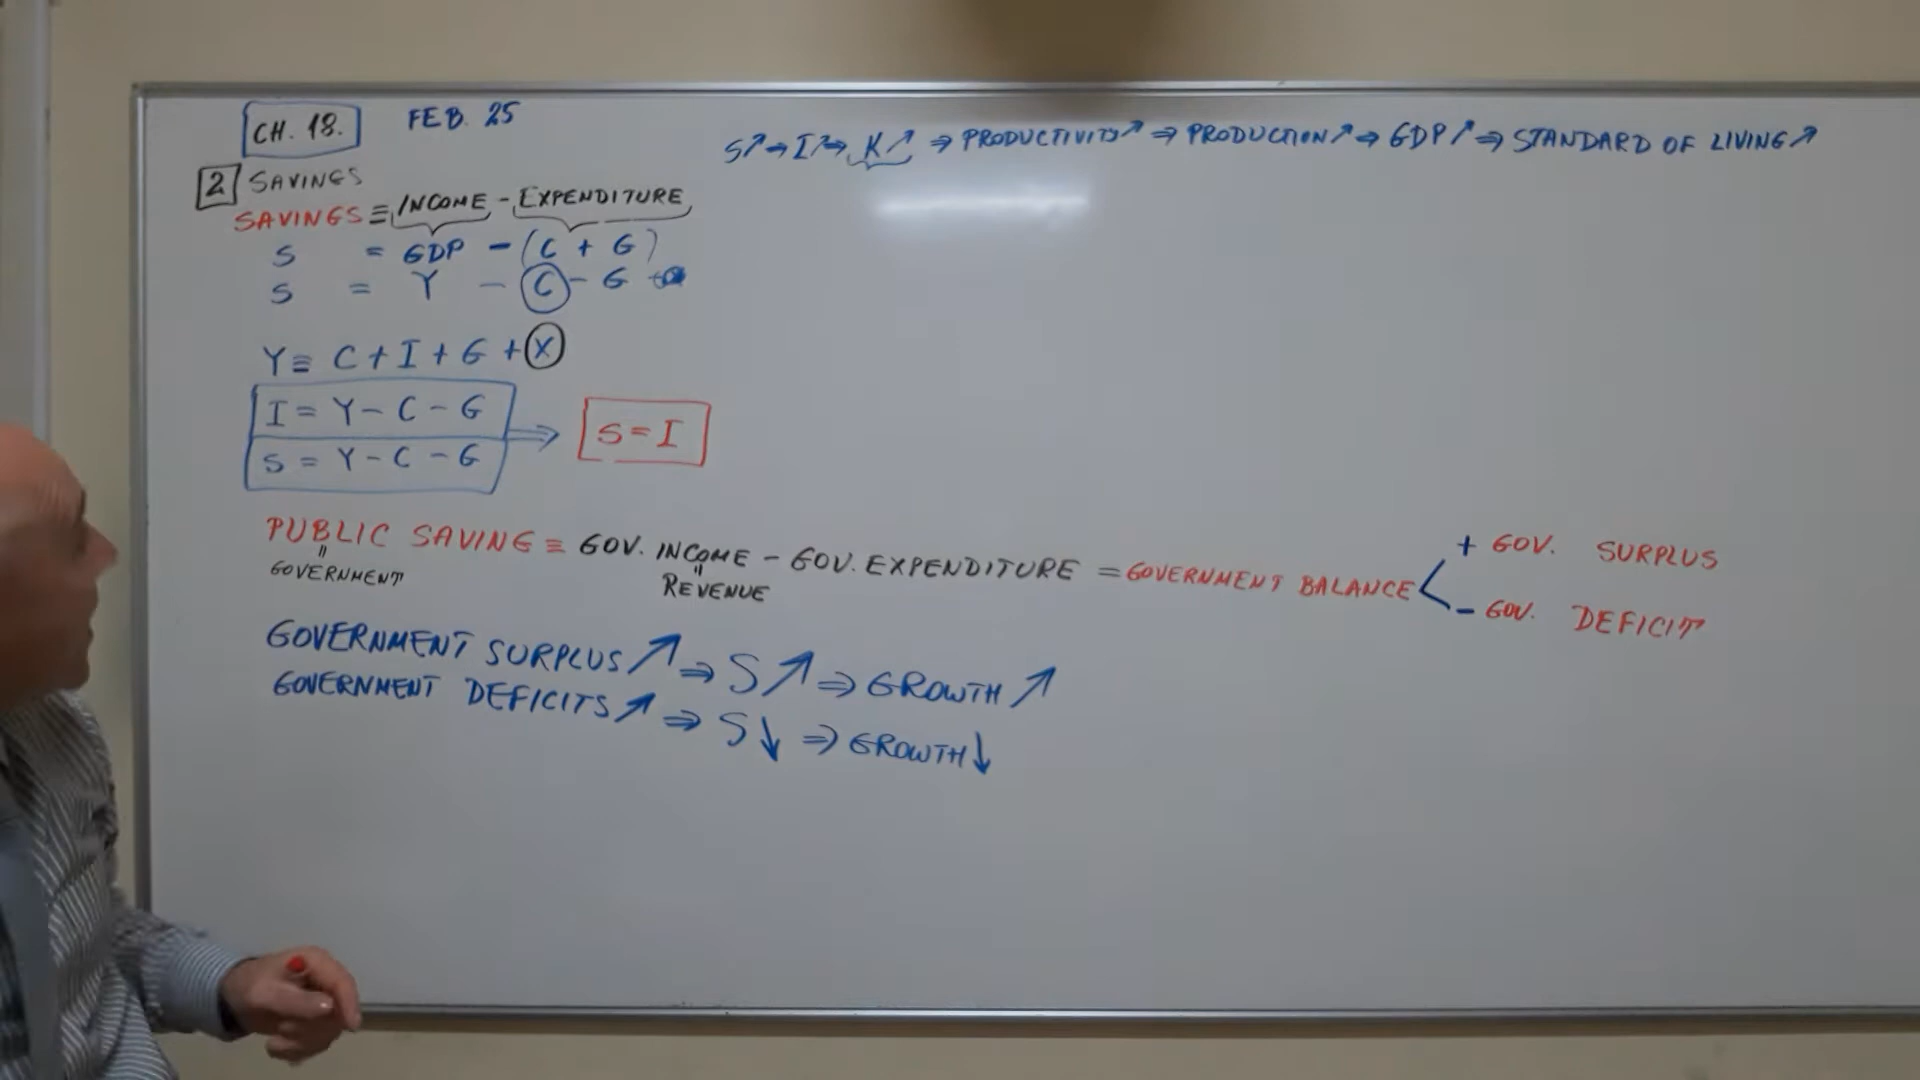 CH. 18. FEB. 25
S↗ ⇒ I↗ ⇒ K↗ ⇒ PRODUCTIVITY↗ ⇒ PRODUCTION↗ ⇒ GDP↗ ⇒ STANDARD OF LIVING↗
2 SAVINGS
SAVINGS ≡ INCOME - EXPENDITURE
S = GDP - (C + G)
S = Y - C - G
Y ≡ C + I + G + X
I = Y - C - G
S = Y - C - G
⇒ S = I
PUBLIC SAVING ≡ GOV. INCOME - GOV. EXPENDITURE = GOVERNMENT BALANCE
+ GOV. SURPLUS
- GOV. DEFICIT
" GOVERNMENT
" REVENUE
GOVERNMENT SURPLUS↗ ⇒ S↗ ⇒ GROWTH↗
GOVERNMENT DEFICITS↗ ⇒ S↓ ⇒ GROWTH↓